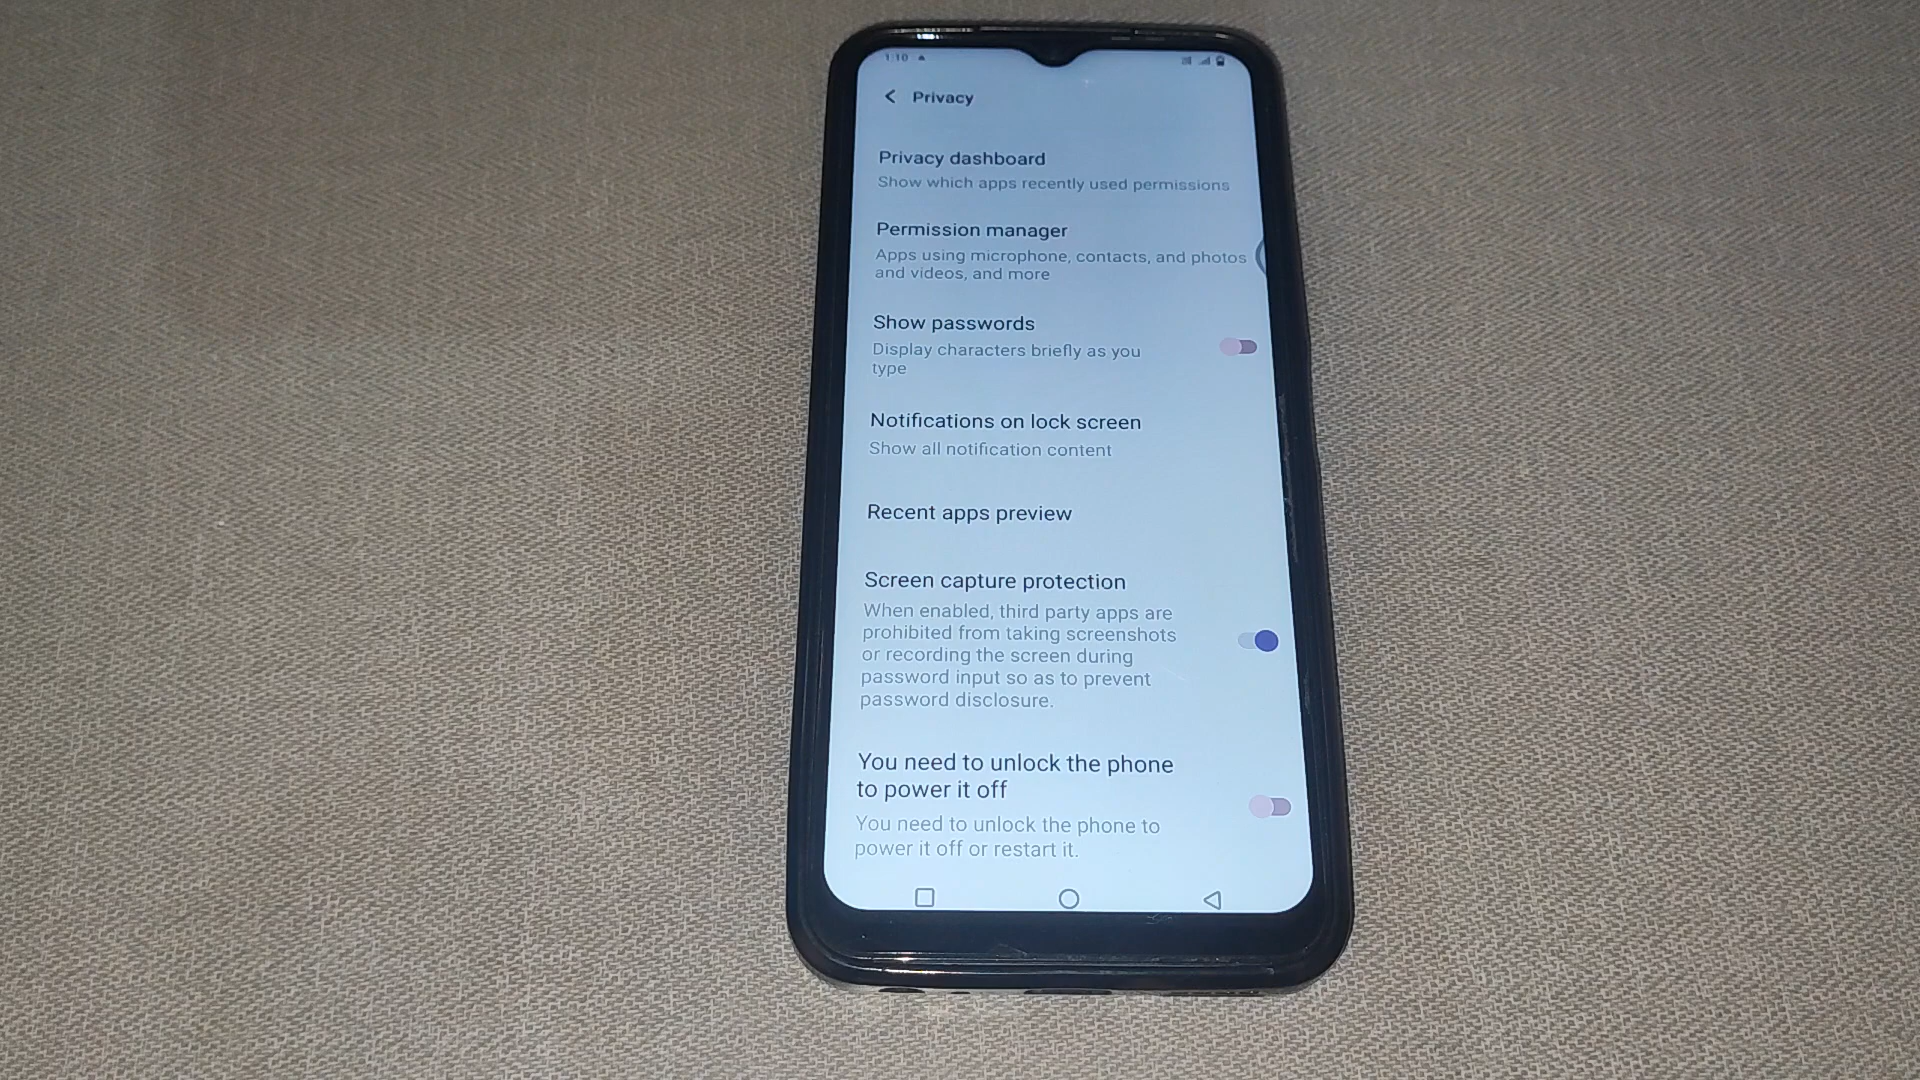 1:10
Privacy
Privacy dashboard
Show which apps recently used permissions
Permission manager
Apps using microphone, contacts, and photos
and videos, and more
Show passwords
Display characters briefly as you
type
Notifications on lock screen
Show all notification content
Recent apps preview
Screen capture protection
When enabled, third party apps are
prohibited from taking screenshots
or recording the screen during
password input so as to prevent
password disclosure.
You need to unlock the phone
to power it off
You need to unlock the phone to
power it off or restart it.